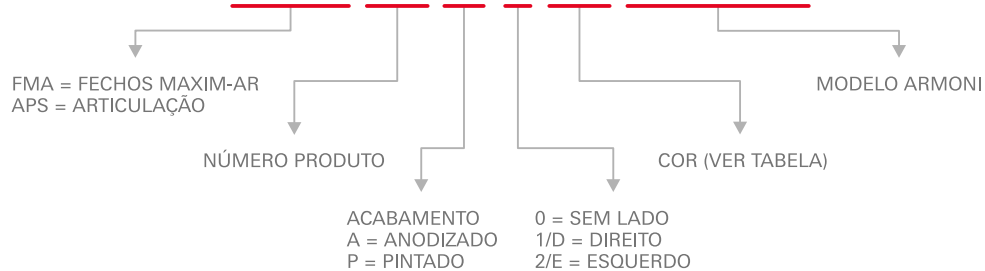 FMA = FECHOS MAXIM-AR
APS = ARTICULAÇÃO
MODELO ARMONI
NÚMERO PRODUTO
COR (VER TABELA)
ACABAMENTO
A = ANODIZADO
P = PINTADO
0 = SEM LADO
1/D = DIREITO
2/E = ESQUERDO